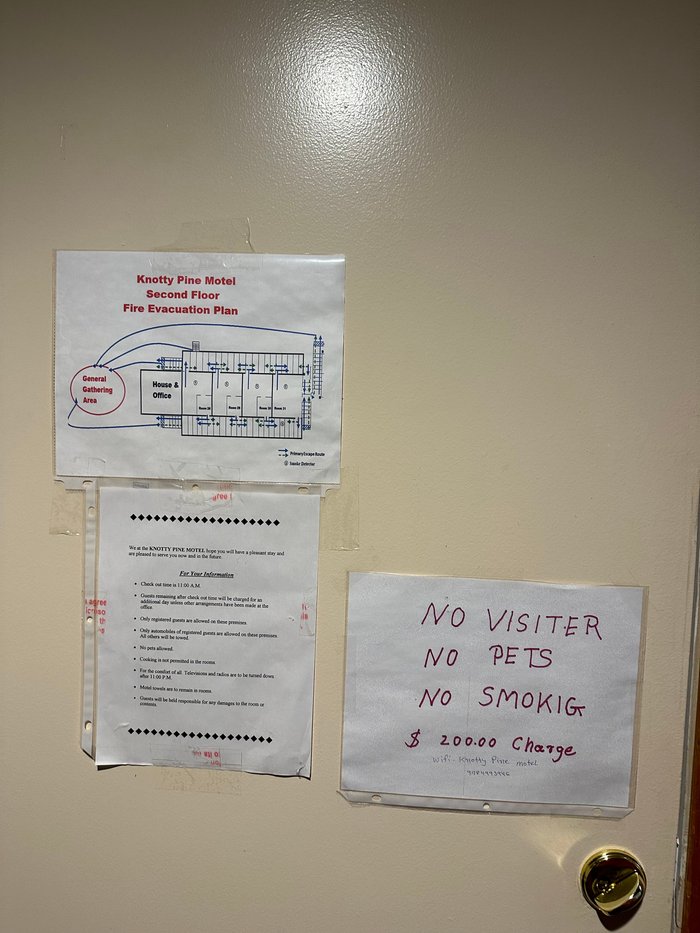 Knotty Pine Motel
Second Floor
Fire Evacuation Plan
General
Gathering
Area
House &
Office
Primary Escape Route
Smoke Detector
We at the KNOTTY PINE MOTEL hope you will have a pleasant stay and
are pleased to serve you now and in the future.
For Your Information
Check out time is 11:00 A.M.
Guests remaining after check out time will be charged for an
additional day unless other arrangements have been made at the
office.
Only registered guests are allowed on these premises.
Only automobiles of registered guests are allowed on these premises.
All others will be towed.
No pets allowed.
Cooking is not permitted in the rooms.
For the comfort of all. Televisions and radios are to be turned down
after 11:00 P.M.
Motel towels are to remain in rooms.
Guests will be held responsible for any damages to the room or
contents.
NO VISITER
NO PETS
NO SMOKIG
$ 200.00 Charge
Wifi - Knotty Pine motel